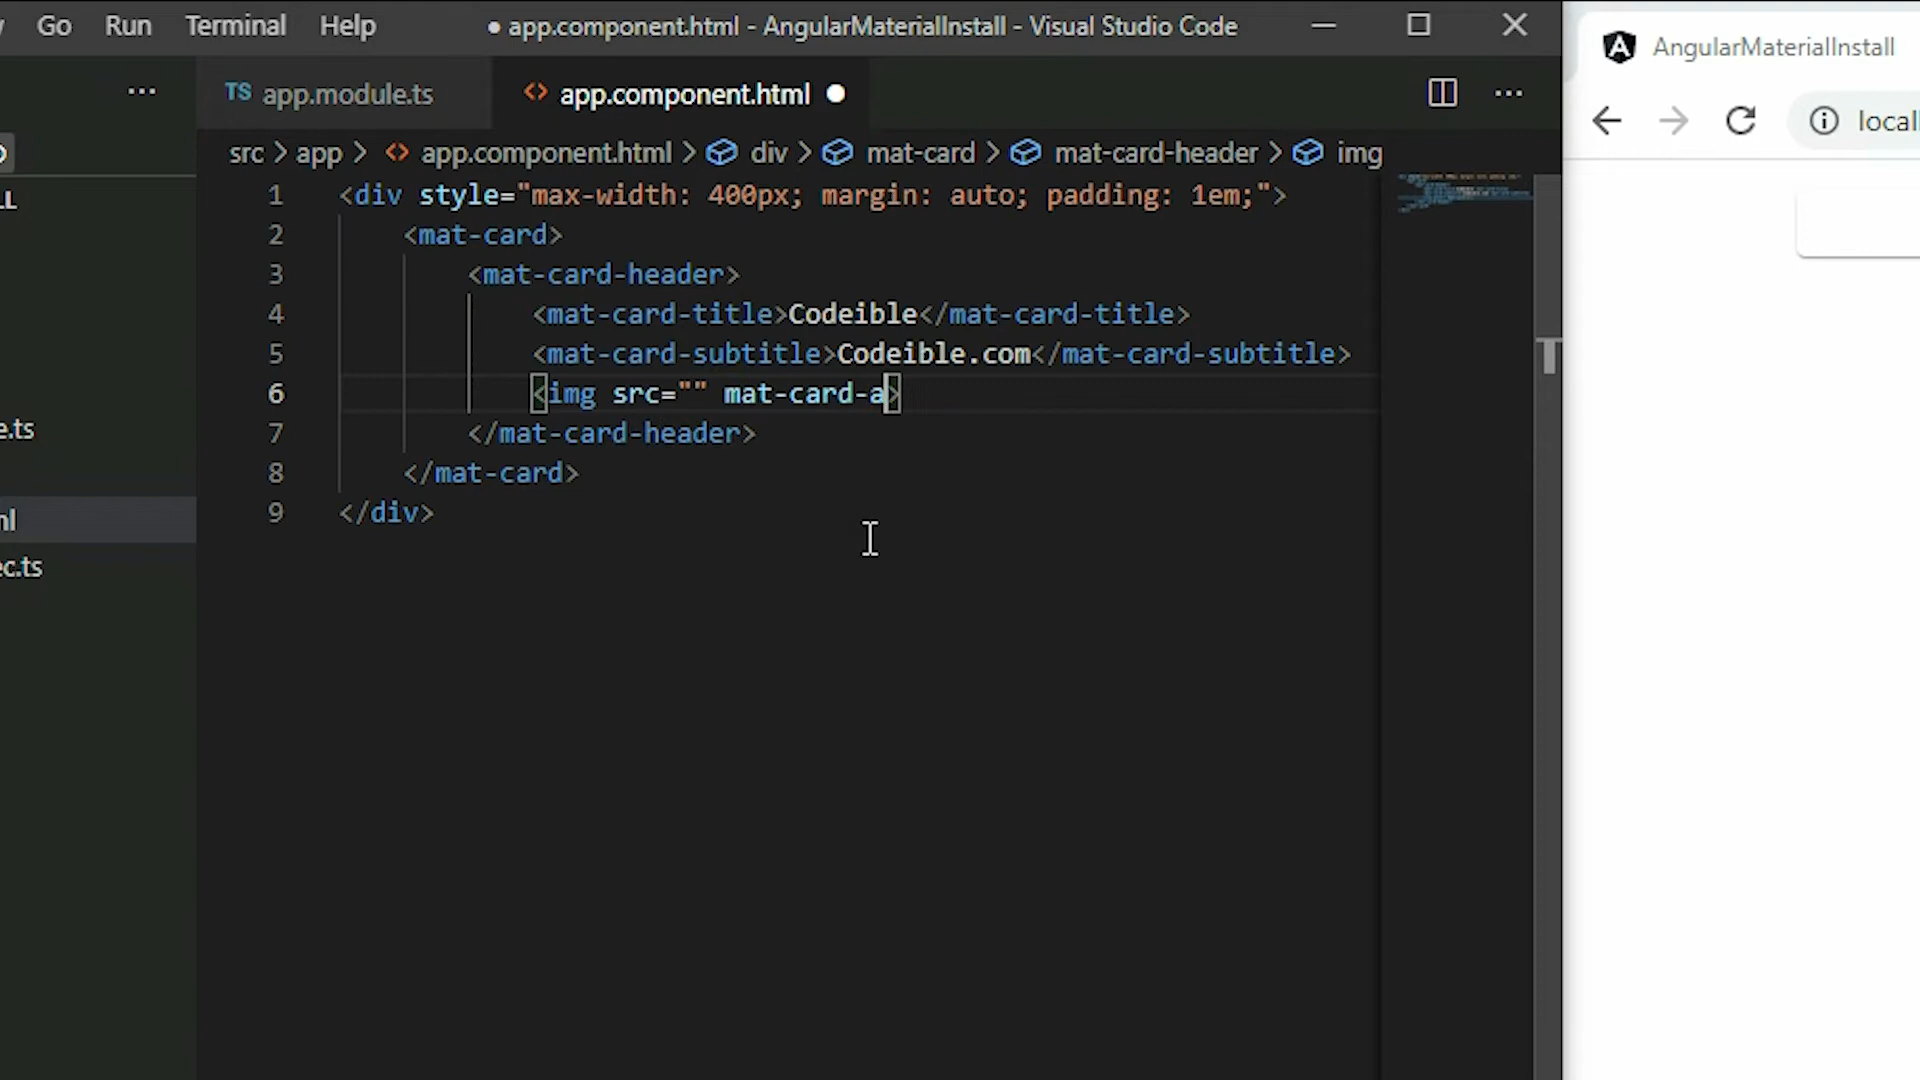 Go Run Terminal Help ● app.component.html - AngularMaterialInstall - Visual Studio Code
AngularMaterialInstall
TS app.module.ts <> app.component.html ●
locall
src > app > <> app.component.html > div > mat-card > mat-card-header > img
1 <div style="max-width: 400px; margin: auto; padding: 1em;">
2 <mat-card>
3 <mat-card-header>
4 <mat-card-title>Codeible</mat-card-title>
5 <mat-card-subtitle>Codeible.com</mat-card-subtitle>
6 <img src="" mat-card-a>
7 </mat-card-header>
8 </mat-card>
9 </div>
LL
e.ts
ml
ec.ts